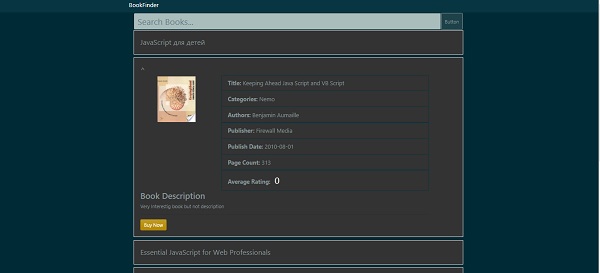 BookFinder
Search Books...
Button
JavaScript для детей
Title: Keeping Ahead Java Script and VB Script
Categories: Nemo
Authors: Benjamin Aumaille
Publisher: Firewall Media
Publish Date: 2010-08-01
Page Count: 313
Average Rating: 0
Book Description
Very interestig book but not description
Buy Now
Essential JavaScript for Web Professionals